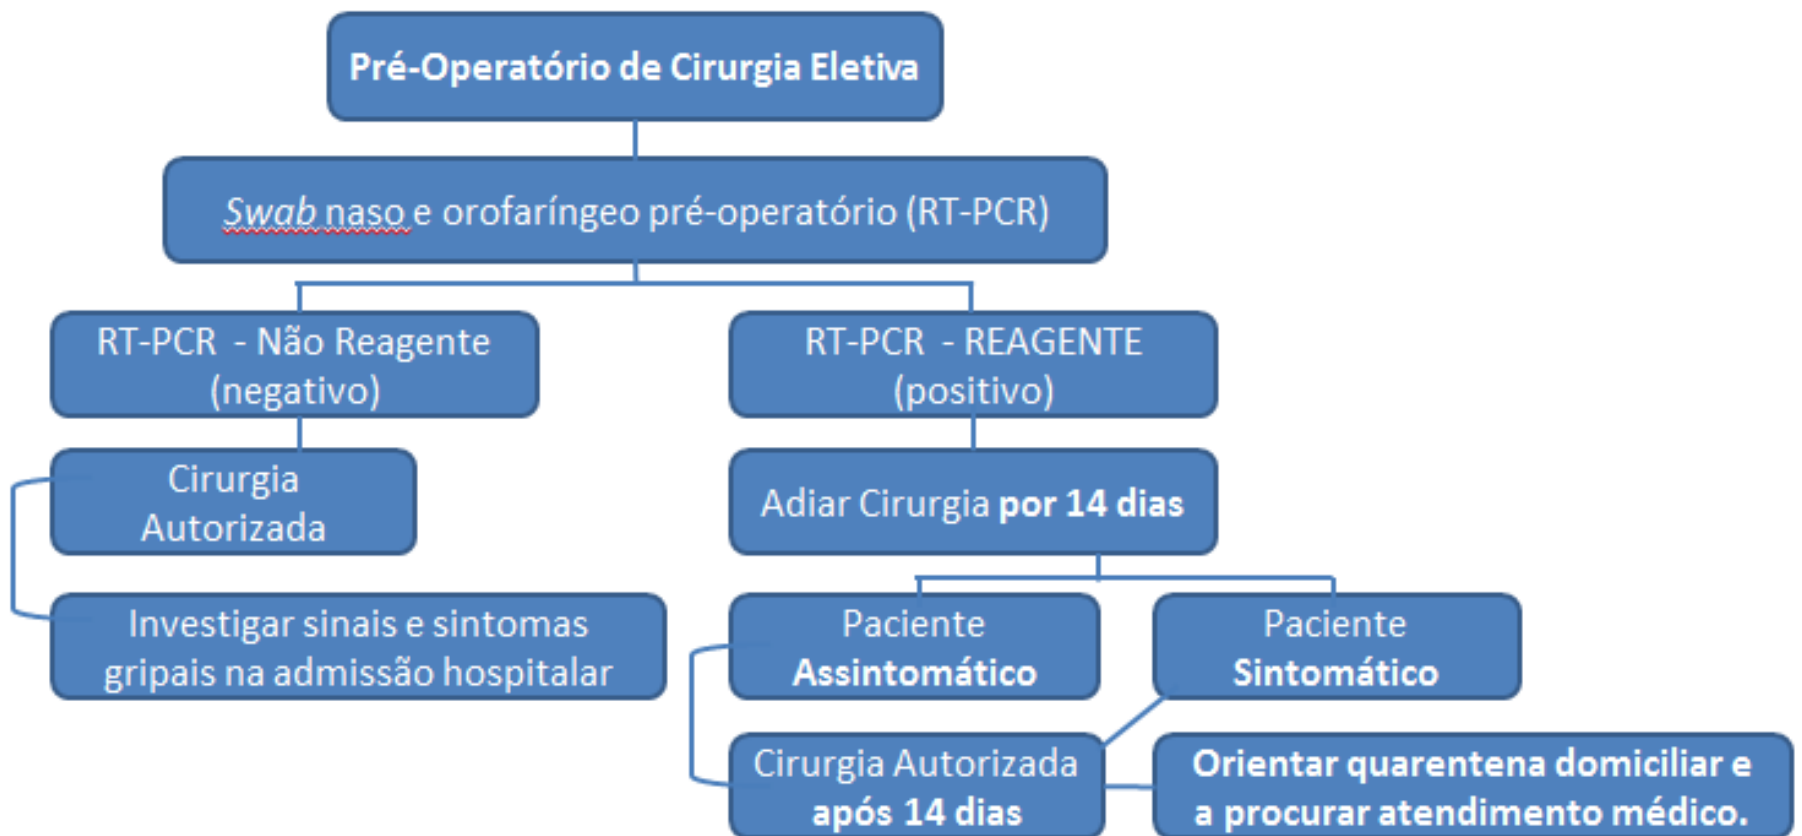 Pré-Operatório de Cirurgia Eletiva
Swab naso e orofaríngeo pré-operatório (RT-PCR)
RT-PCR - Não Reagente
(negativo)
RT-PCR - REAGENTE
(positivo)
Cirurgia
Autorizada
Adiar Cirurgia por 14 dias
Investigar sinais e sintomas
gripais na admissão hospitalar
Paciente
Assintomático
Paciente
Sintomático
Cirurgia Autorizada
após 14 dias
Orientar quarentena domiciliar e
a procurar atendimento médico.